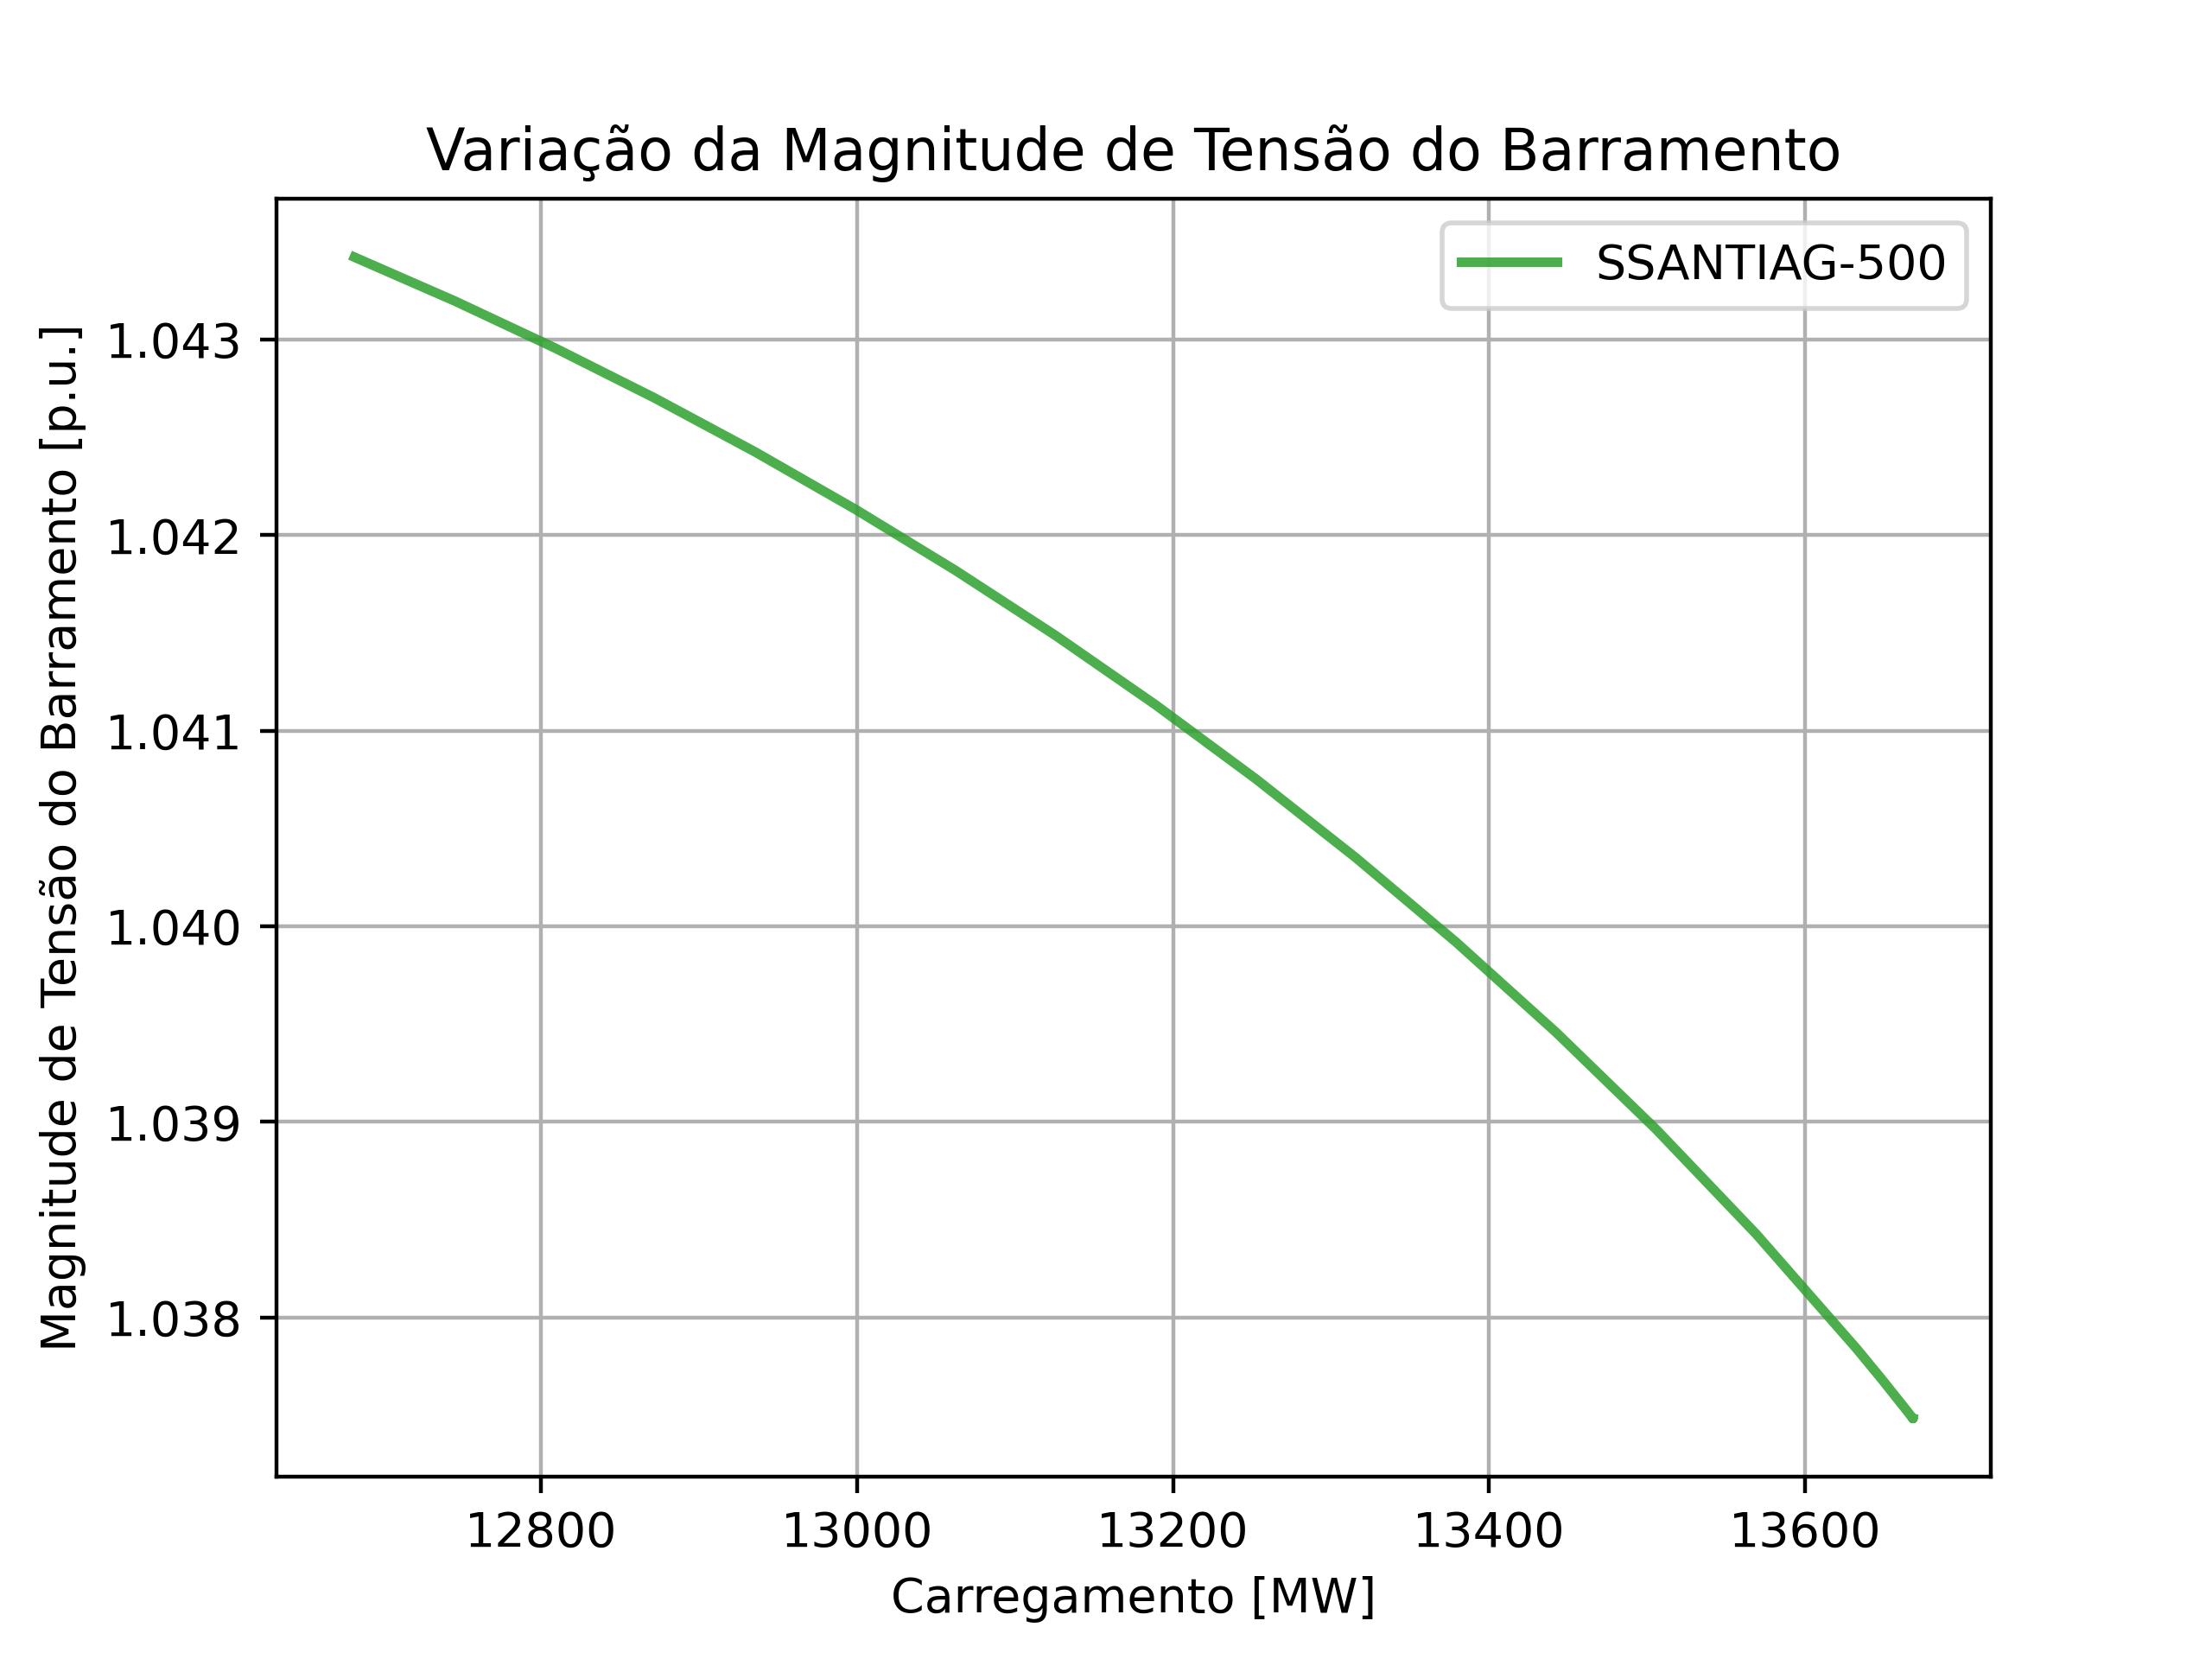 Variação da Magnitude de Tensão do Barramento
SSANTIAG-500
Magnitude de Tensão do Barramento [p.u.]
1.043
1.042
1.041
1.040
1.039
1.038
12800 13000 13200 13400 13600
Carregamento [MW]